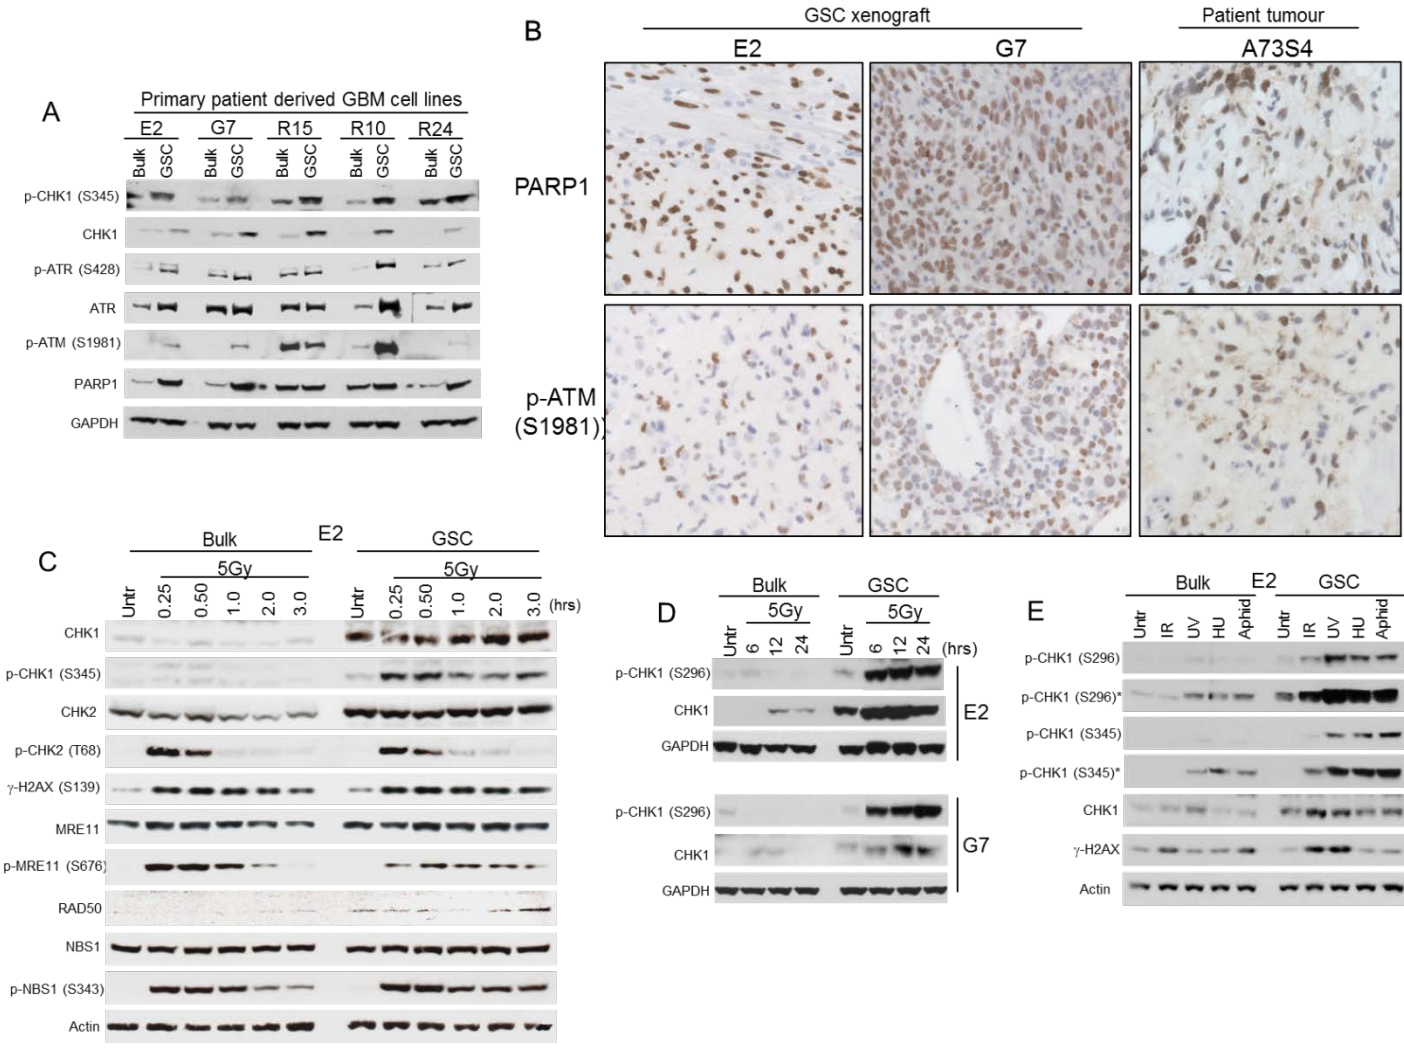 A
Primary patient derived GBM cell lines
E2 G7 R15 R10 R24
Bulk GSC Bulk GSC Bulk GSC Bulk GSC Bulk GSC
p-CHK1 (S345)
CHK1
p-ATR (S428)
ATR
p-ATM (S1981)
PARP1
GAPDH
B
GSC xenograft Patient tumour
E2 G7 A73S4
PARP1
p-ATM
(S1981))
C
E2
Bulk GSC
5Gy 5Gy
Untr 0.25 0.50 1.0 2.0 3.0 Untr 0.25 0.50 1.0 2.0 3.0 (hrs)
CHK1
p-CHK1 (S345)
CHK2
p-CHK2 (T68)
γ-H2AX (S139)
MRE11
p-MRE11 (S676)
RAD50
NBS1
p-NBS1 (S343)
Actin
D
Bulk GSC
5Gy 5Gy
Untr 6 12 24 Untr 6 12 24 (hrs)
p-CHK1 (S296)
CHK1
GAPDH
E2
p-CHK1 (S296)
CHK1
GAPDH
G7
E
Bulk E2 GSC
Untr IR UV HU Aphid Untr IR UV HU Aphid
p-CHK1 (S296)
p-CHK1 (S296)*
p-CHK1 (S345)
p-CHK1 (S345)*
CHK1
γ-H2AX
Actin